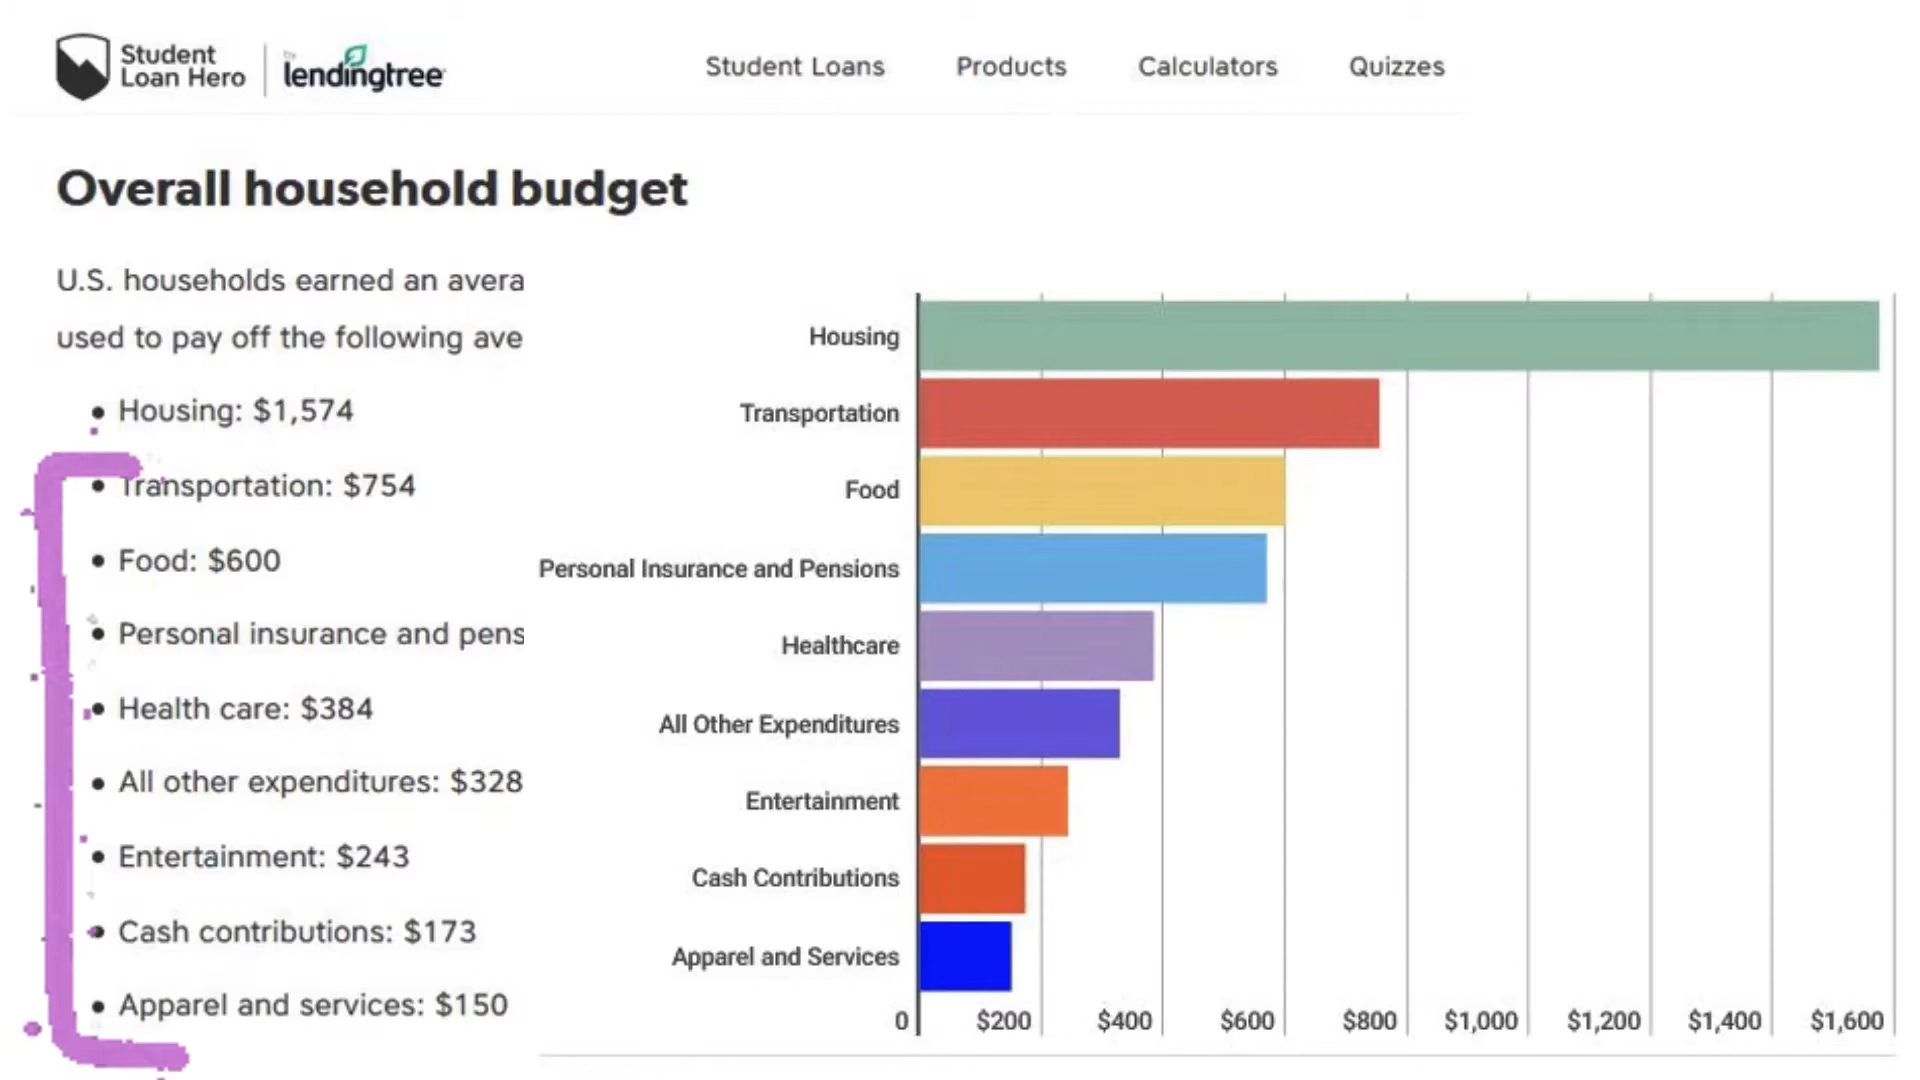 Student
Loan Hero
by
lendingtree
Student Loans
Products
Calculators
Quizzes
Overall household budget
U.S. households earned an avera
used to pay off the following ave
Housing: $1,574
Transportation: $754
Food: $600
Personal insurance and pens
Health care: $384
All other expenditures: $328
Entertainment: $243
Cash contributions: $173
Apparel and services: $150
Housing
Transportation
Food
Personal Insurance and Pensions
Healthcare
All Other Expenditures
Entertainment
Cash Contributions
Apparel and Services
0 $200 $400 $600 $800 $1,000 $1,200 $1,400 $1,600